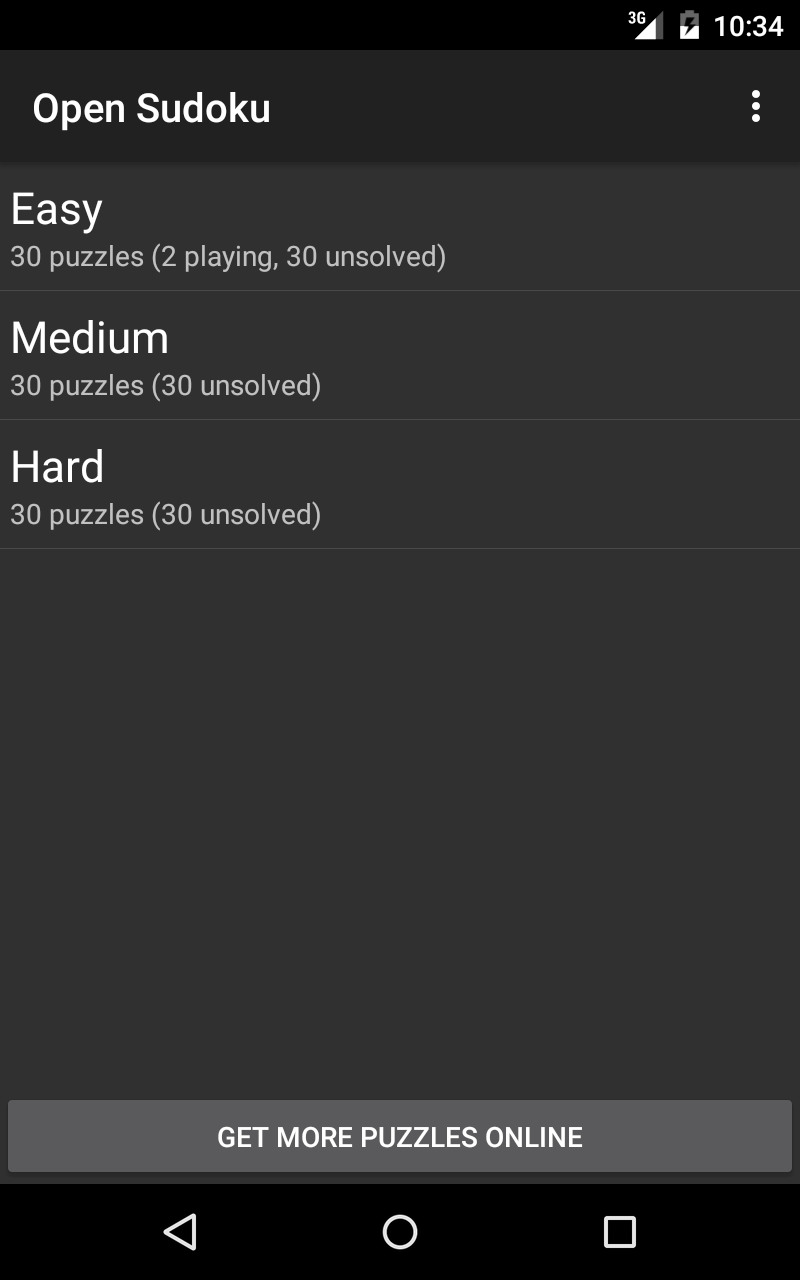 3G 10:34
Open Sudoku
Easy
30 puzzles (2 playing, 30 unsolved)
Medium
30 puzzles (30 unsolved)
Hard
30 puzzles (30 unsolved)
GET MORE PUZZLES ONLINE